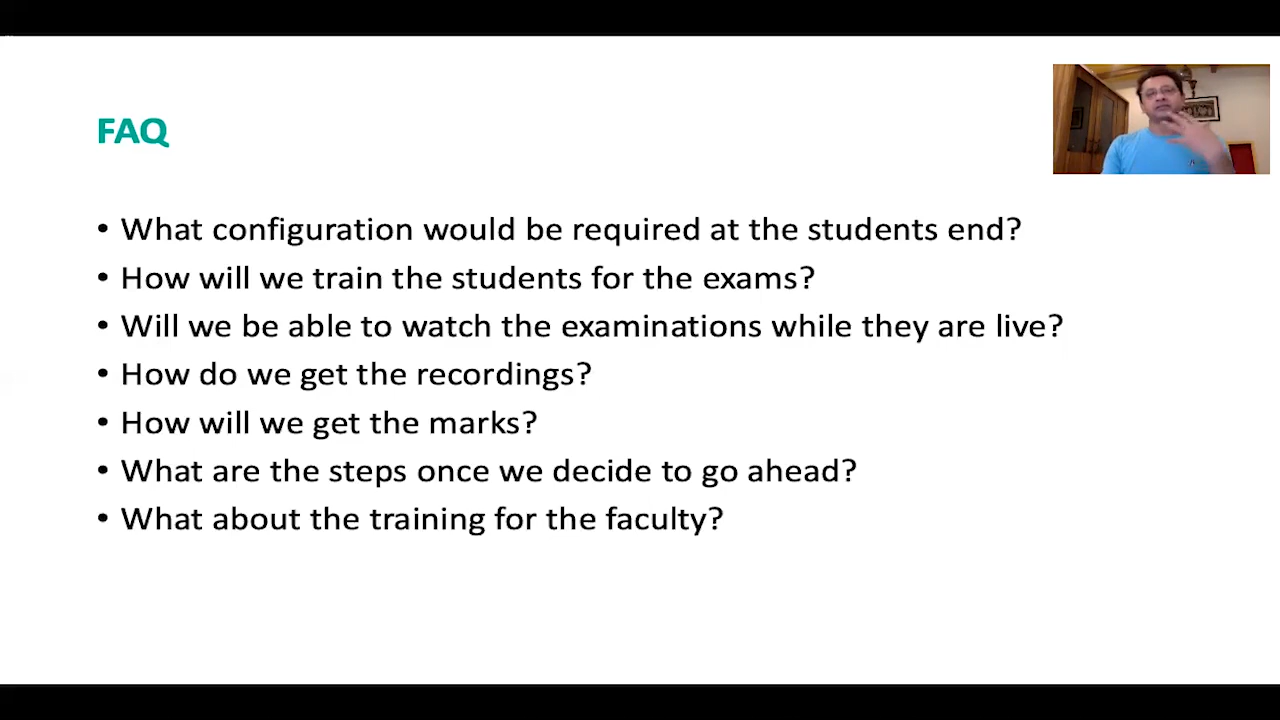 FAQ
• What configuration would be required at the students end?
• How will we train the students for the exams?
• Will we be able to watch the examinations while they are live?
• How do we get the recordings?
• How will we get the marks?
• What are the steps once we decide to go ahead?
• What about the training for the faculty?